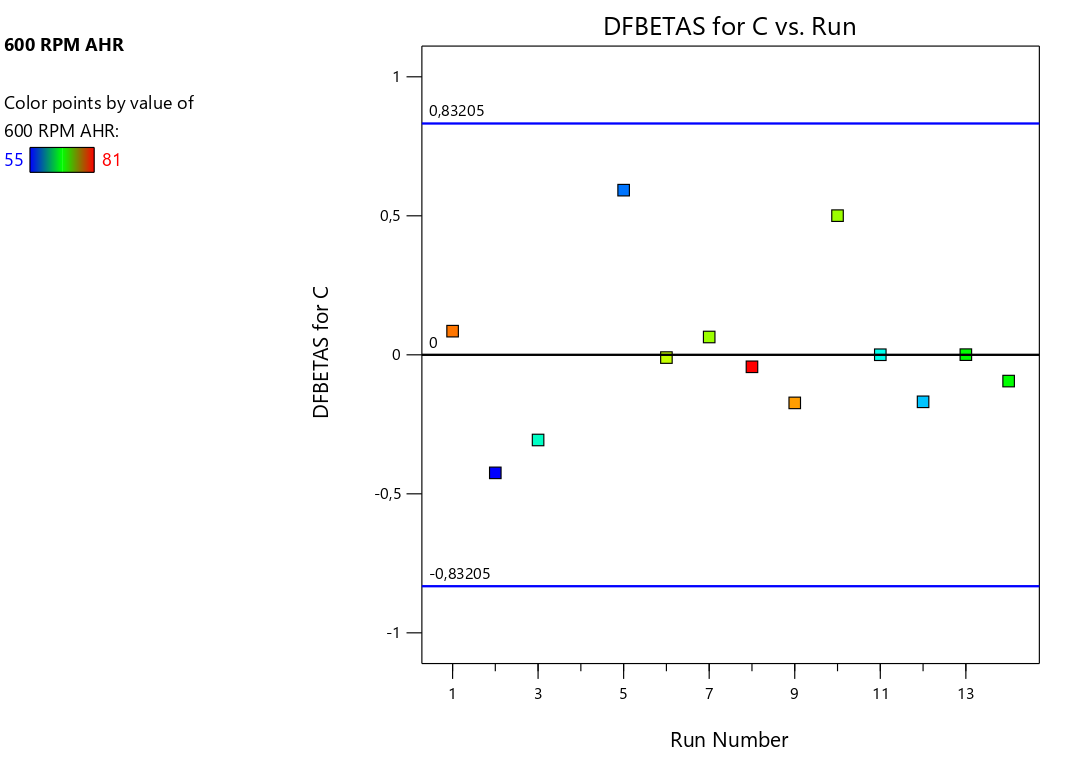 600 RPM AHR
Color points by value of
600 RPM AHR:
55 81
DFBETAS for C vs. Run
DFBETAS for C
1
0,5
0
-0,5
-1
0,83205
0
-0,83205
1 3 5 7 9 11 13
Run Number